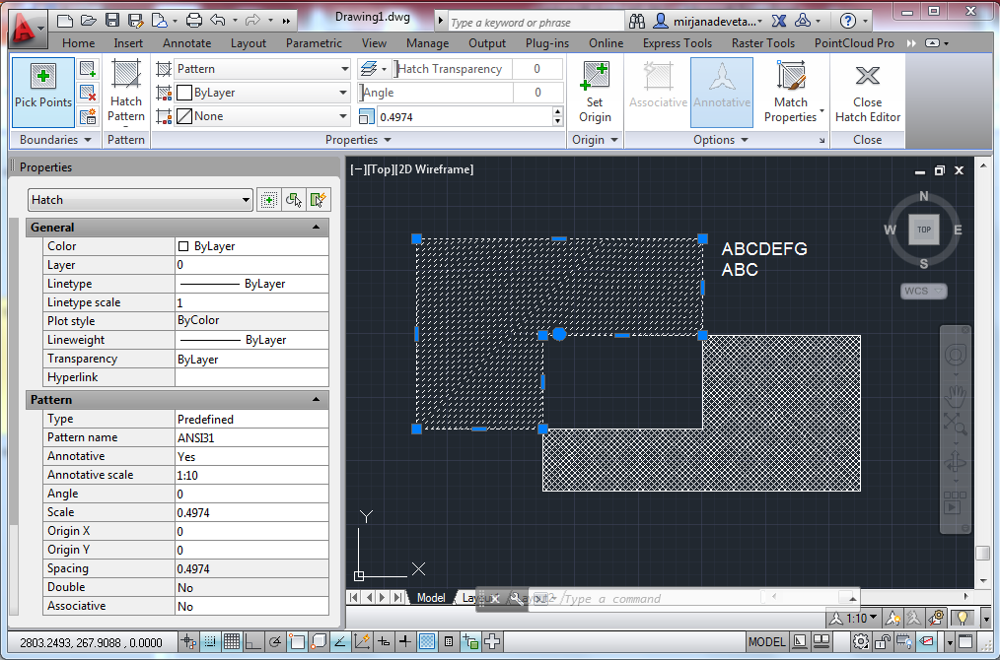 Drawing1.dwg
Type a keyword or phrase
mirjanadeveta...
Home Insert Annotate Layout Parametric View Manage Output Plug-ins Online Express Tools Raster Tools PointCloud Pro
Pick Points
Boundaries
Hatch
Pattern
Pattern
Pattern
ByLayer
None
Hatch Transparency 0
Angle 0
0.4974
Properties
Set
Origin
Origin
Associative
Annotative
Match
Properties
Options
Close
Hatch Editor
Close
Properties
Hatch
General
Color ByLayer
Layer 0
Linetype ByLayer
Linetype scale 1
Plot style ByColor
Lineweight ByLayer
Transparency ByLayer
Hyperlink
Pattern
Type Predefined
Pattern name ANSI31
Annotative Yes
Annotative scale 1:10
Angle 0
Scale 0.4974
Origin X 0
Origin Y 0
Spacing 0.4974
Double No
Associative No
[−][Top][2D Wireframe]
ABCDEFG
ABC
N
W TOP E
S
WCS
Y
X
Model
Type a command
1:10
2803.2493, 267.9088 , 0.0000
MODEL